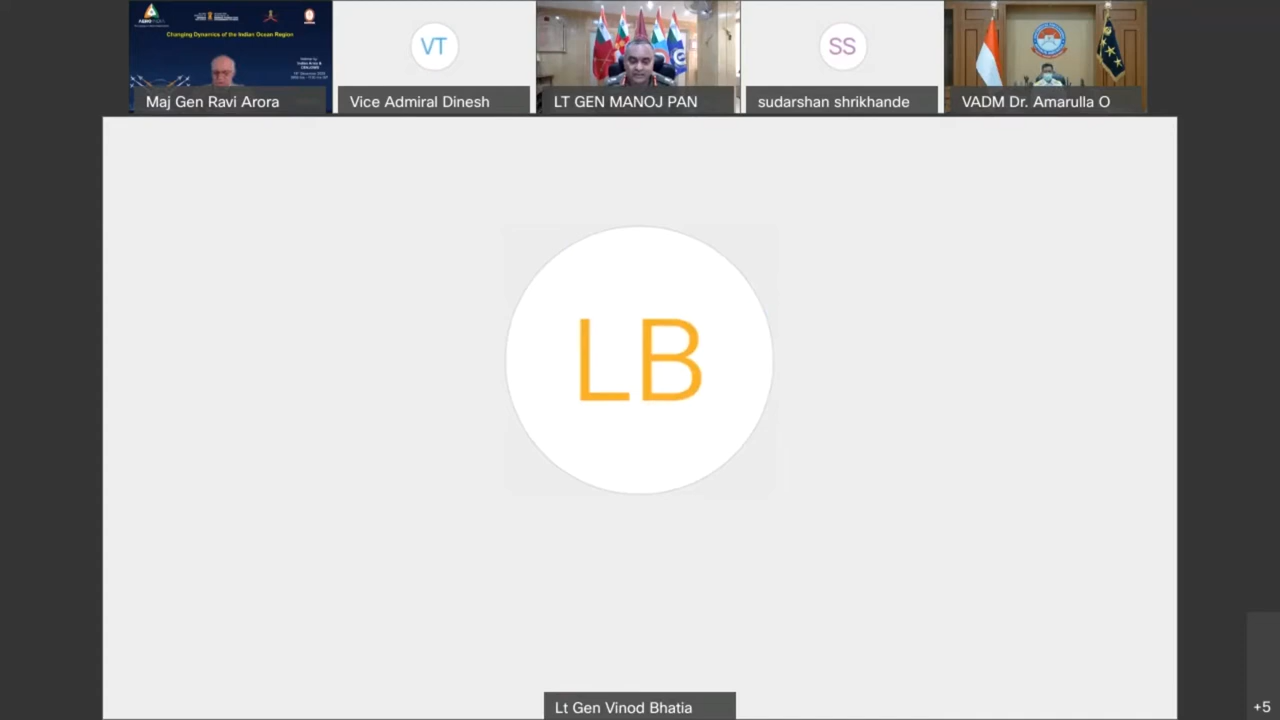 Changing Dynamics of the Indian Ocean Region
Maj Gen Ravi Arora
VT
Vice Admiral Dinesh
LT GEN MANOJ PAN
SS
sudarshan shrikhande
VADM Dr. Amarulla O
LB
Lt Gen Vinod Bhatia
+5